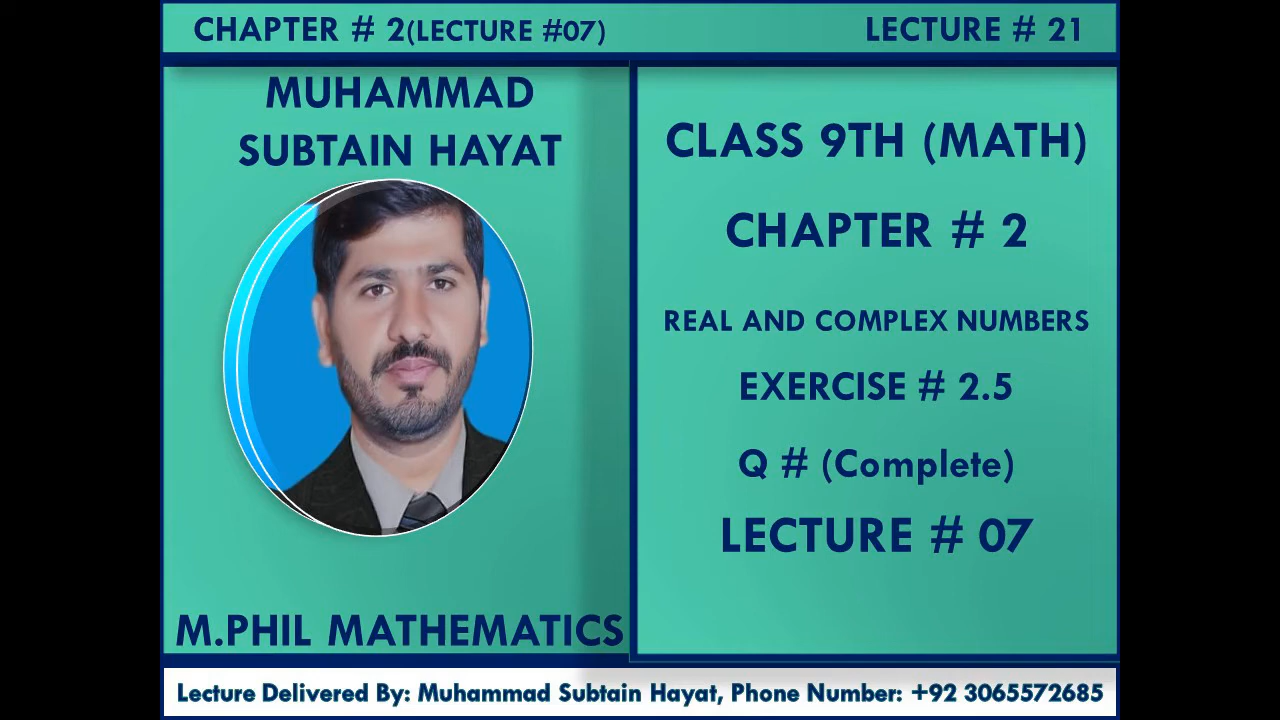 CHAPTER # 2(LECTURE #07)
LECTURE # 21
MUHAMMAD
SUBTAIN HAYAT
M.PHIL MATHEMATICS
CLASS 9TH (MATH)
CHAPTER # 2
REAL AND COMPLEX NUMBERS
EXERCISE # 2.5
Q # (Complete)
LECTURE # 07
Lecture Delivered By: Muhammad Subtain Hayat, Phone Number: +92 3065572685